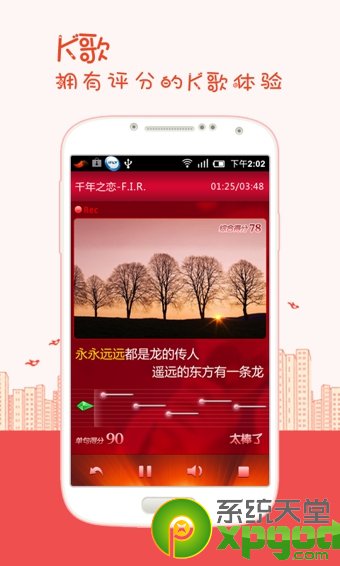 K歌
拥有评分的K歌体验
下午2:02
千年之恋-F.I.R.
01:25/03:48
Rec
综合得分 78
永永远远都是龙的传人
遥远的东方有一条龙
单句得分 90
太棒了
系统天堂
xpgod